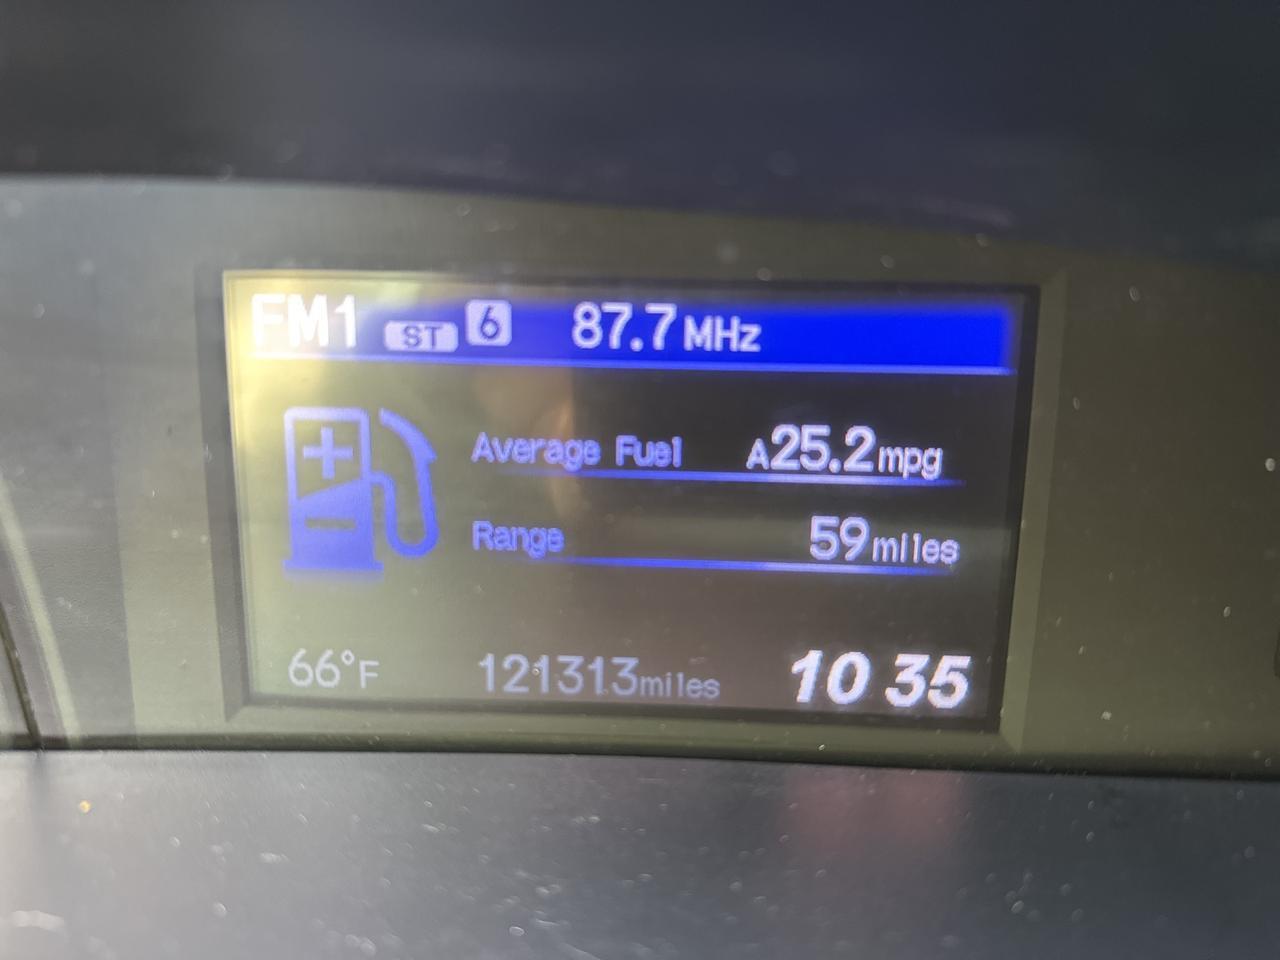 FM1 ST 6 87.7 MHz
Average Fuel A25.2mpg
Range 59miles
66°F 121313miles 10 35